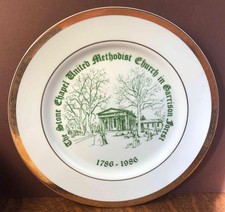 The Stone Chapel United Methodist Church in Garrison Forest
1786 - 1986